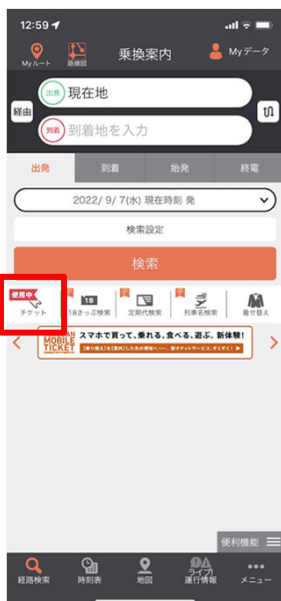 12:59
Myルート
路線図
乗換案内
Myデータ
出発 現在地
経由
到着 到着地を入力
出発 到着 始発 終電
2022/ 9/ 7(水) 現在時刻 発
検索設定
検索
使用中
チケット
18きっぷ検索
定期代検索
列車名検索
着せ替え
JAPAN
MOBILE
TICKET
スマホで買って、乗れる、食べる、遊ぶ。新体験!
便利機能
経路検索
時刻表
地図
ライブ!
運行情報
メニュー